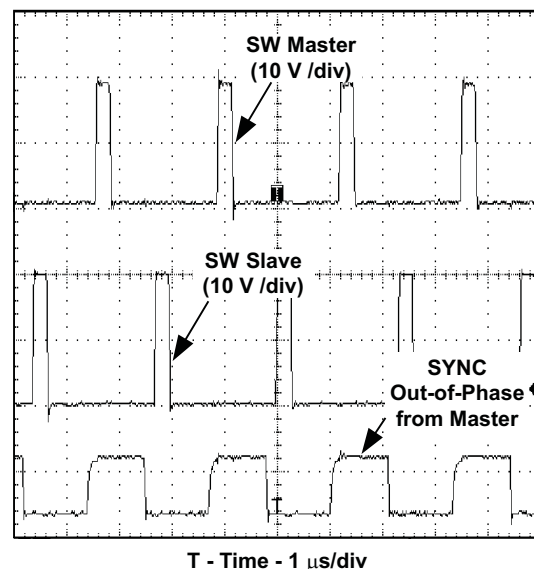 SW Master
(10 V /div)
SW Slave
(10 V /div)
SYNC
Out-of-Phase
from Master
T - Time - 1 μs/div